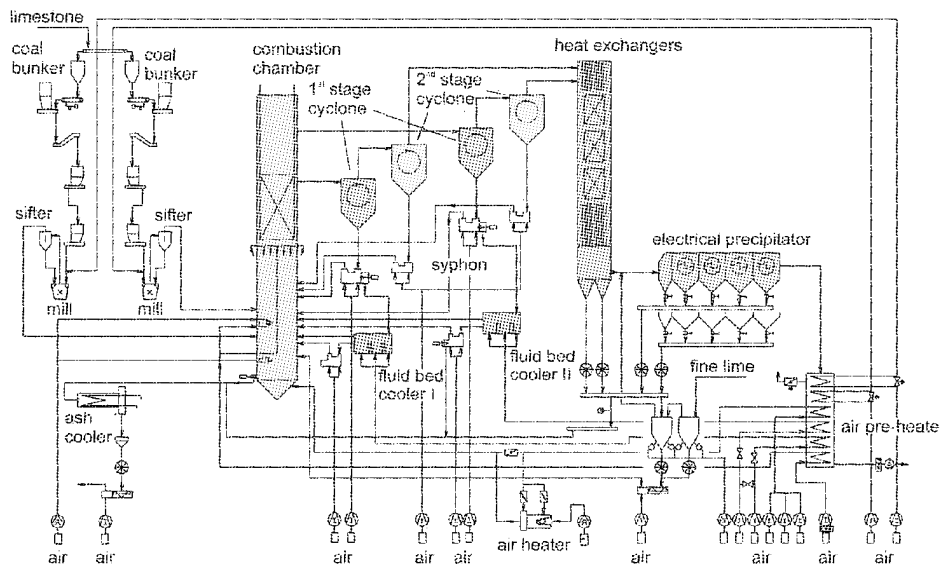 limestone
coal
bunker
coal
bunker
combustion
chamber
1st stage
cyclone
2nd stage
cyclone
heat exchangers
sifter
sifter
mill
mill
syphon
electrical precipitator
fluid bed
cooler I
fluid bed
cooler II
fine lime
ash
cooler
air pre-heater
air heater
air
air
air
air
air
air
air
air
air